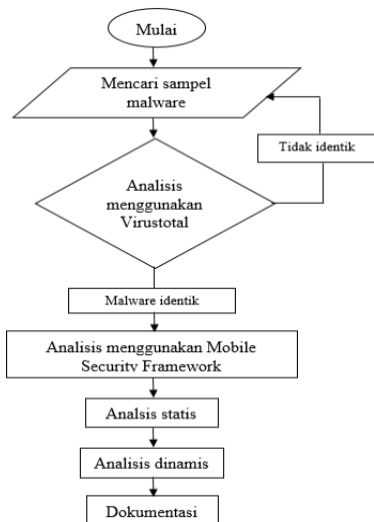 Mulai
Mencari sampel
malware
Tidak identik
Analisis
menggunakan
Virustotal
Malware identik
Analisis menggunakan Mobile
Security Framework
Analsis statis
Analisis dinamis
Dokumentasi